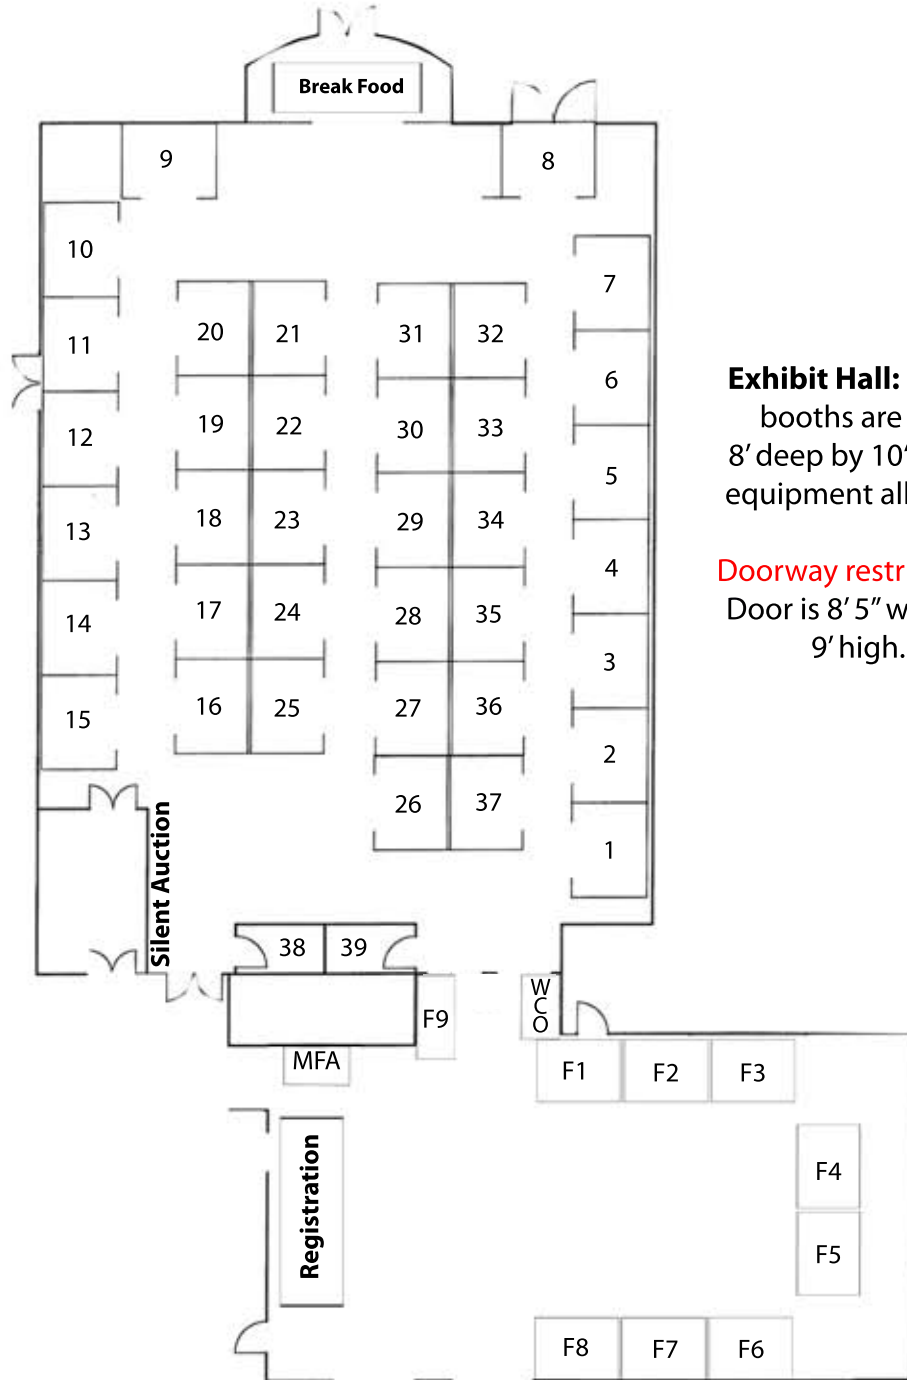 Break Food
9
8
10
7
20 21 31 32
11
6
19 22 30 33
12
5
18 23 29 34
13
4
17 24 28 35
14
3
16 25 27 36
15
2
26 37
1
Exhibit Hall:
booths are
8’ deep by 10’
equipment all
Doorway restr
Door is 8’ 5” w
9’ high.
Silent Auction
38 39
F9
W
C
O
MFA
F1 F2 F3
Registration
F4
F5
F8 F7 F6